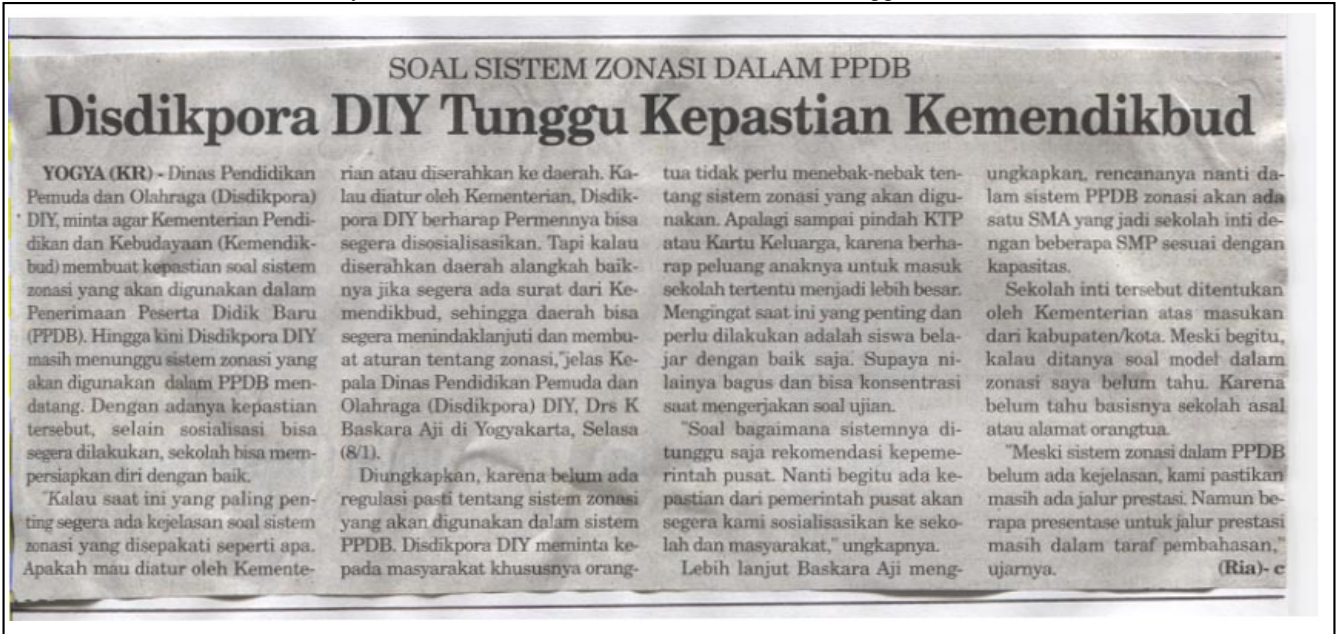 SOAL SISTEM ZONASI DALAM PPDB
Disdikpora DIY Tunggu Kepastian Kemendikbud
YOGYA (KR) - Dinas Pendidikan
Pemuda dan Olahraga (Disdikpora)
DIY, minta agar Kementerian Pendi-
dikan dan Kebudayaan (Kemendik-
bud) membuat kepastian soal sistem
zonasi yang akan digunakan dalam
Penerimaan Peserta Didik Baru
(PPDB). Hingga kini Disdikpora DIY
masih menunggu sistem zonasi yang
akan digunakan dalam PPDB men-
datang. Dengan adanya kepastian
tersebut, selain sosialisasi bisa
segera dilakukan, sekolah bisa mem-
persiapkan diri dengan baik.
"Kalau saat ini yang paling pen-
ting segera ada kejelasan soal sistem
zonasi yang disepakati seperti apa.
Apakah mau diatur oleh Kemente-
rian atau diserahkan ke daerah. Ka-
lau diatur oleh Kementerian, Disdik-
pora DIY berharap Permennya bisa
segera disosialisasikan. Tapi kalau
diserahkan daerah alangkah baik-
nya jika segera ada surat dari Ke-
mendikbud, sehingga daerah bisa
segera menindaklanjuti dan membu-
at aturan tentang zonasi,"jelas Ke-
pala Dinas Pendidikan Pemuda dan
Olahraga (Disdikpora) DIY, Drs K
Baskara Aji di Yogyakarta, Selasa
(8/1).
Diungkapkan, karena belum ada
regulasi pasti tentang sistem zonasi
yang akan digunakan dalam sistem
PPDB. Disdikpora DIY meminta ke-
pada masyarakat khususnya orang-
tua tidak perlu menebak-nebak ten-
tang sistem zonasi yang akan digu-
nakan. Apalagi sampai pindah KTP
atau Kartu Keluarga, karena berha-
rap peluang anaknya untuk masuk
sekolah tertentu menjadi lebih besar.
Mengingat saat ini yang penting dan
perlu dilakukan adalah siswa bela-
jar dengan baik saja. Supaya ni-
lainya bagus dan bisa konsentrasi
saat mengerjakan soal ujian.
"Soal bagaimana sistemnya di-
tunggu saja rekomendasi kepeme-
rintah pusat. Nanti begitu ada ke-
pastian dari pemerintah pusat akan
segera kami sosialisasikan ke seko-
lah dan masyarakat," ungkapnya.
Lebih lanjut Baskara Aji meng-
ungkapkan, rencananya nanti da-
lam sistem PPDB zonasi akan ada
satu SMA yang jadi sekolah inti de-
ngan beberapa SMP sesuai dengan
kapasitas.
Sekolah inti tersebut ditentukan
oleh Kementerian atas masukan
dari kabupaten/kota. Meski begitu,
kalau ditanya soal model dalam
zonasi saya belum tahu. Karena
belum tahu basisnya sekolah asal
atau alamat orangtua.
"Meski sistem zonasi dalam PPDB
belum ada kejelasan, kami pastikan
masih ada jalur prestasi. Namun be-
rapa presentase untuk jalur prestasi
masih dalam taraf pembahasan,"
ujarnya. (Ria)- c